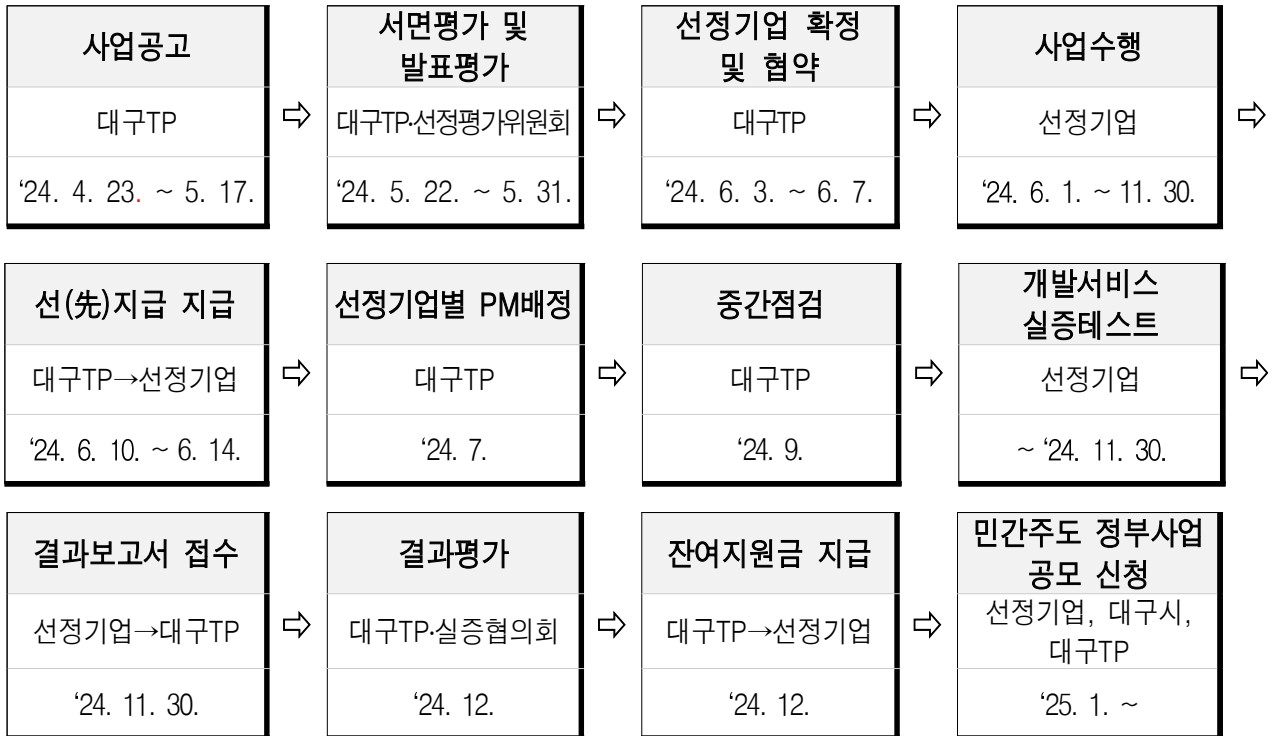 사업공고
대구TP
‘24. 4. 23. ~ 5. 17.
⇨
서면평가 및
발표평가
대구TP·선정평가위원회
‘24. 5. 22. ~ 5. 31.
⇨
선정기업 확정
및 협약
대구TP
‘24. 6. 3. ~ 6. 7.
⇨
사업수행
선정기업
‘24. 6. 1. ~ 11. 30.
⇨
선(先)지급 지급
대구TP→선정기업
‘24. 6. 10. ~ 6. 14.
⇨
선정기업별 PM배정
대구TP
‘24. 7.
⇨
중간점검
대구TP
‘24. 9.
⇨
개발서비스
실증테스트
선정기업
~ ‘24. 11. 30.
⇨
결과보고서 접수
선정기업→대구TP
‘24. 11. 30.
⇨
결과평가
대구TP·실증협의회
‘24. 12.
⇨
잔여지원금 지급
대구TP→선정기업
‘24. 12.
⇨
민간주도 정부사업
공모 신청
선정기업, 대구시,
대구TP
‘25. 1. ~